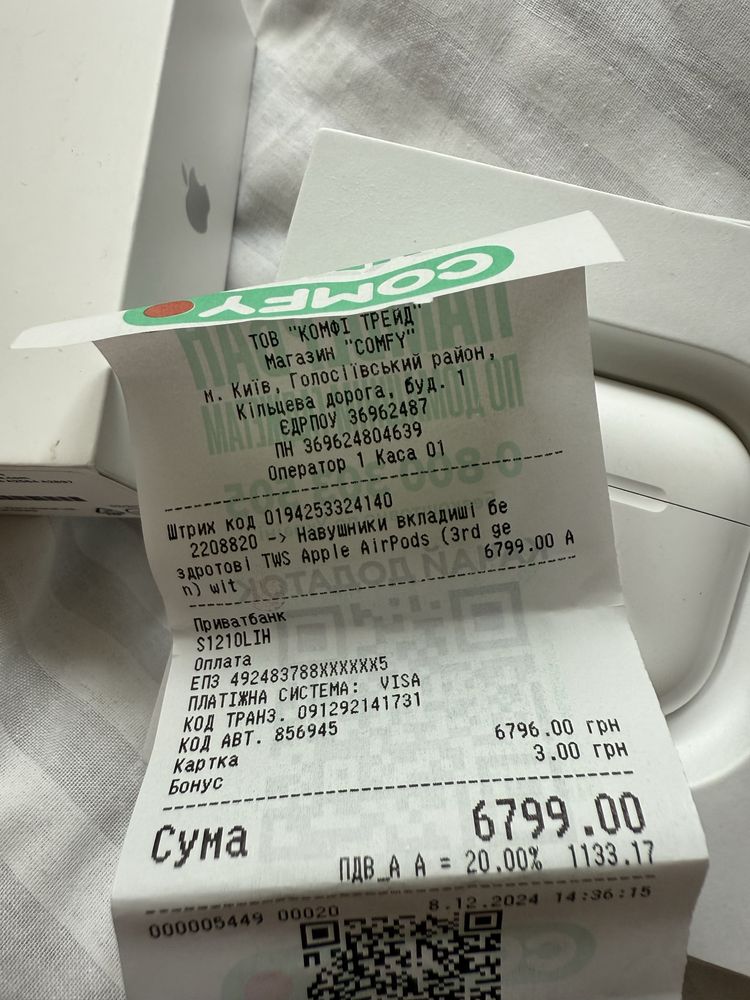 COMFY
ТОВ "КОМФІ ТРЕЙД"
Магазин "COMFY"
м. Київ, Голосіївський район,
Кільцева дорога, буд. 1
ЄДРПОУ 36962487
ПН 369624804639
Оператор 1 Каса 01
Штрих код 0194253324140
2208820 -> Навушники вкладиші бе
здротові TWS Apple AirPods (3rd ge
n) wit 6799.00 А
Приватбанк
S1210LIH
Оплата
ЕПЗ 492483788XXXXXX5
ПЛАТІЖНА СИСТЕМА: VISA
КОД ТРАНЗ. 091292141731
КОД АВТ. 856945
Картка 6796.00 грн
Бонус 3.00 грн
Сума 6799.00
ПДВ_А А = 20.00% 1133.17
000005449 00020 8.12.2024 14:36:15